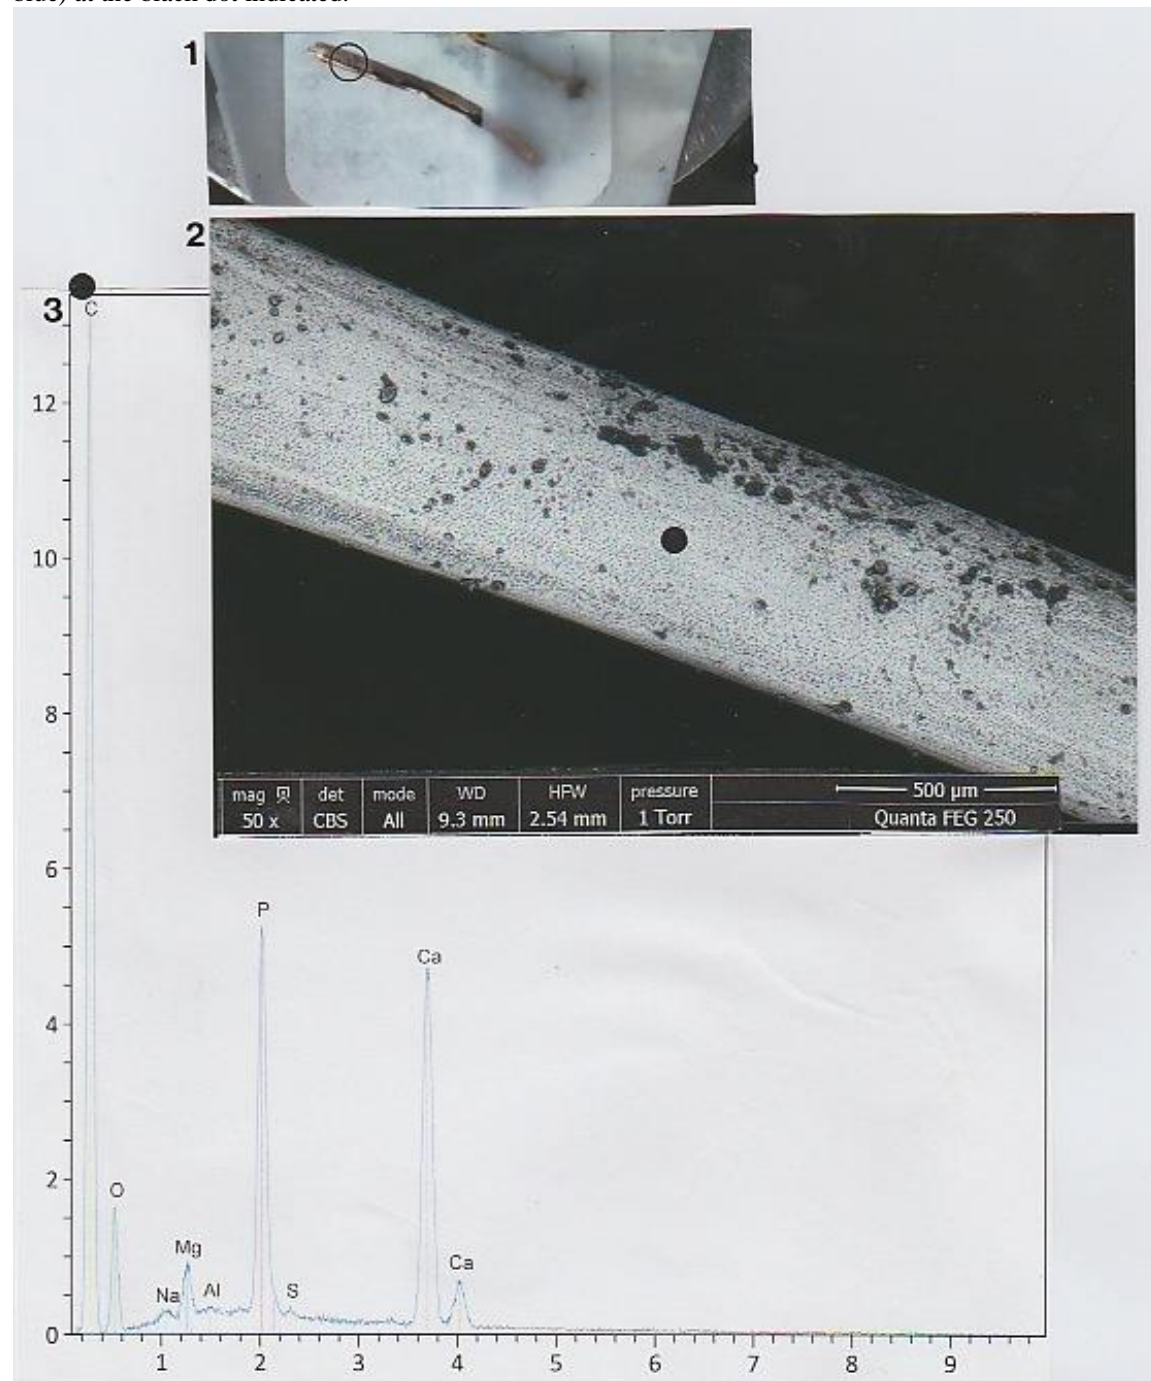 blue) at the black dot indicated.
1
2
3
C
12
10
8
6
4
2
0
mag det mode WD HFW pressure
50 x CBS All 9.3 mm 2.54 mm 1 Torr
500 µm
Quanta FEG 250
P
Ca
O
Mg
Na
Al
S
Ca
1 2 3 4 5 6 7 8 9